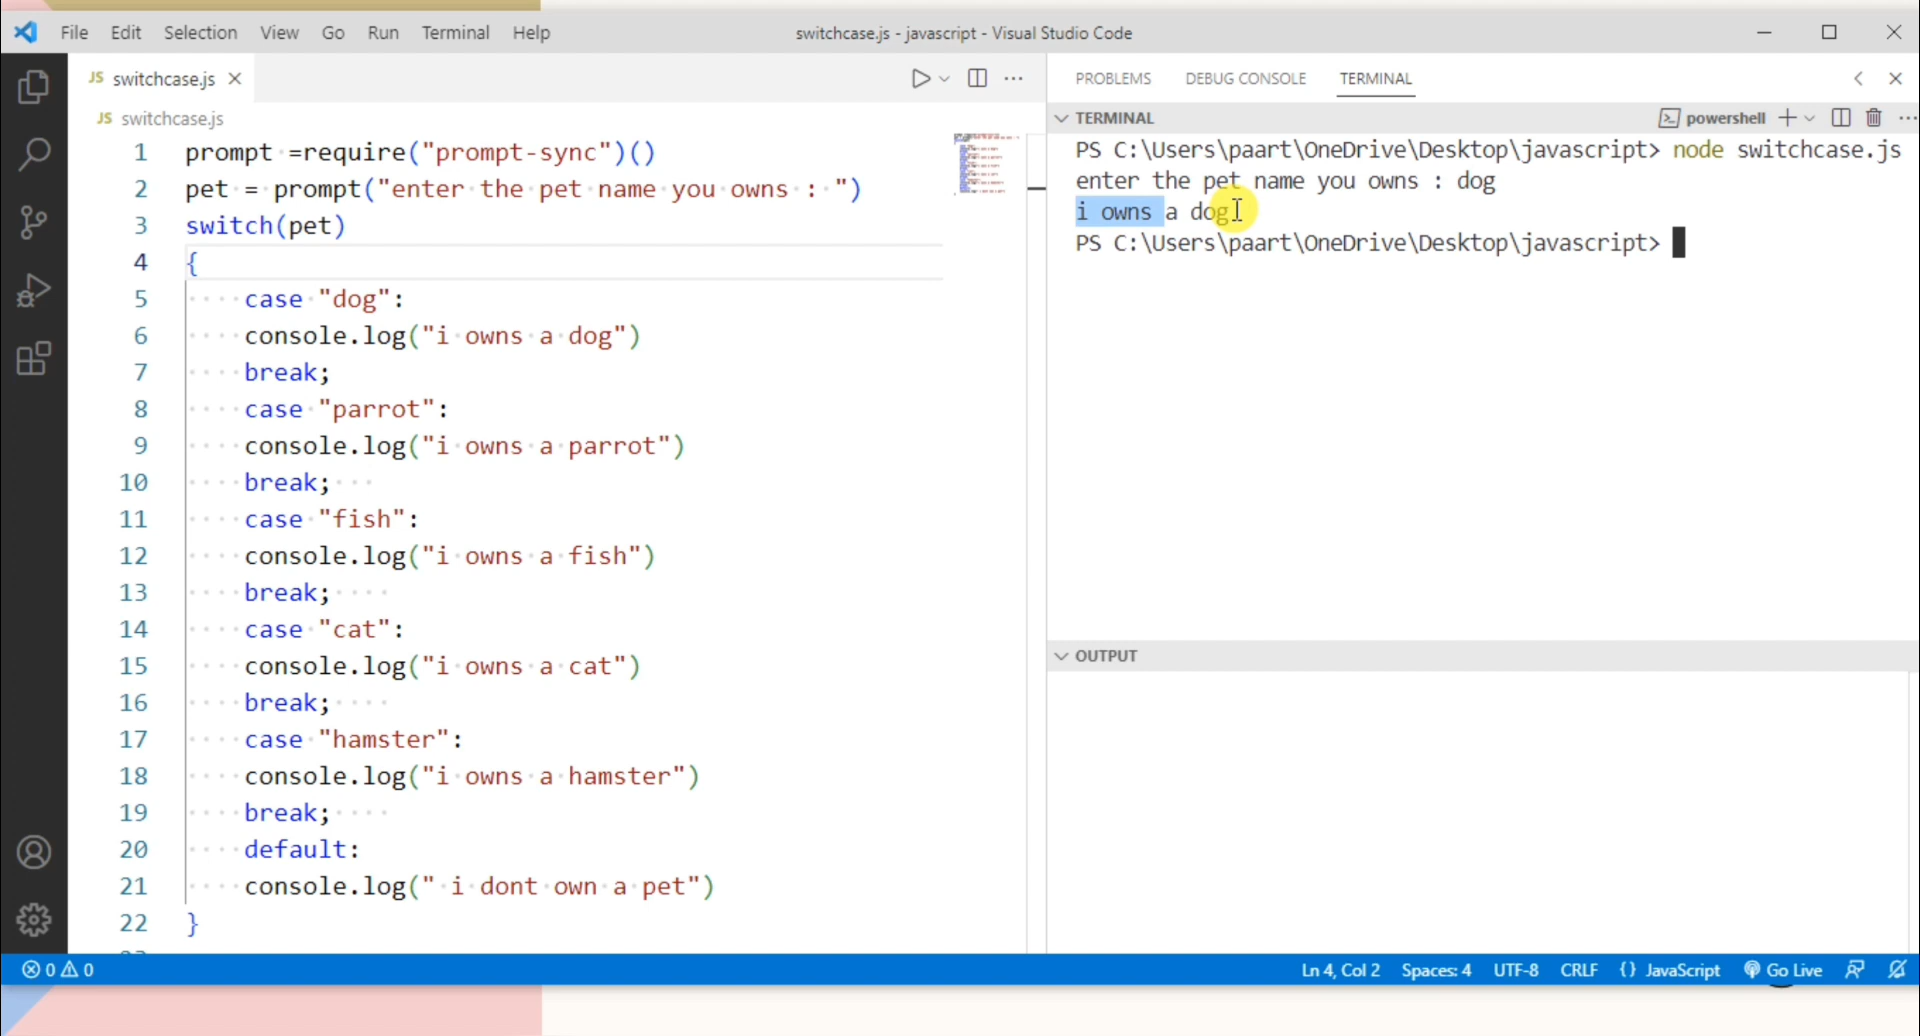 File Edit Selection View Go Run Terminal Help
switchcase.js - javascript - Visual Studio Code
JS switchcase.js
JS switchcase.js
1 prompt =require("prompt-sync")()
2 pet = prompt("enter the pet name you owns : ")
3 switch(pet)
4 {
5 case "dog":
6 console.log("i owns a dog")
7 break;
8 case "parrot":
9 console.log("i owns a parrot")
10 break;
11 case "fish":
12 console.log("i owns a fish")
13 break;
14 case "cat":
15 console.log("i owns a cat")
16 break;
17 case "hamster":
18 console.log("i owns a hamster")
19 break;
20 default:
21 console.log(" i dont own a pet")
22 }
PROBLEMS DEBUG CONSOLE TERMINAL
TERMINAL
powershell
PS C:\Users\paart\OneDrive\Desktop\javascript> node switchcase.js
enter the pet name you owns : dog
i owns a dog
PS C:\Users\paart\OneDrive\Desktop\javascript>
OUTPUT
0 0
Ln 4, Col 2 Spaces: 4 UTF-8 CRLF {} JavaScript Go Live